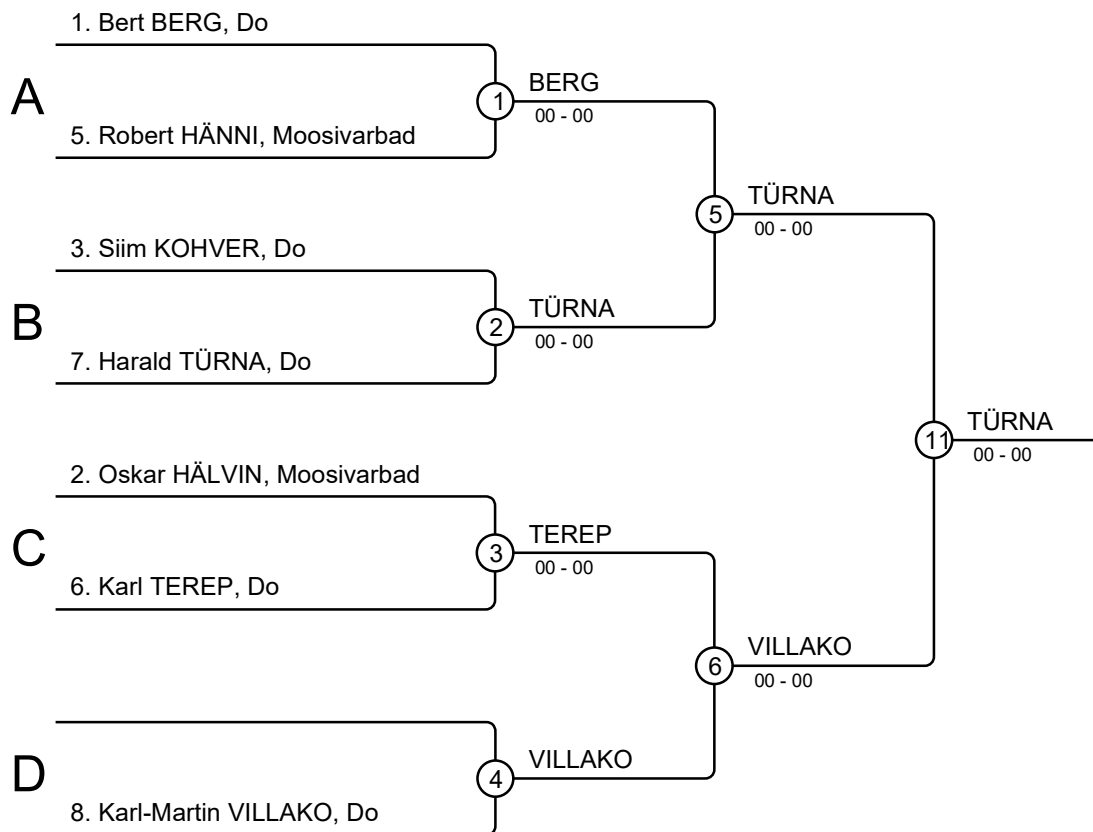 1. Bert BERG, Do
A
1
BERG
00 - 00
5. Robert HÄNNI, Moosivarbad
5
TÜRNA
00 - 00
3. Siim KOHVER, Do
B
2
TÜRNA
00 - 00
7. Harald TÜRNA, Do
11
TÜRNA
00 - 00
2. Oskar HÄLVIN, Moosivarbad
C
3
TEREP
00 - 00
6. Karl TEREP, Do
6
VILLAKO
00 - 00
D
4
VILLAKO
8. Karl-Martin VILLAKO, Do